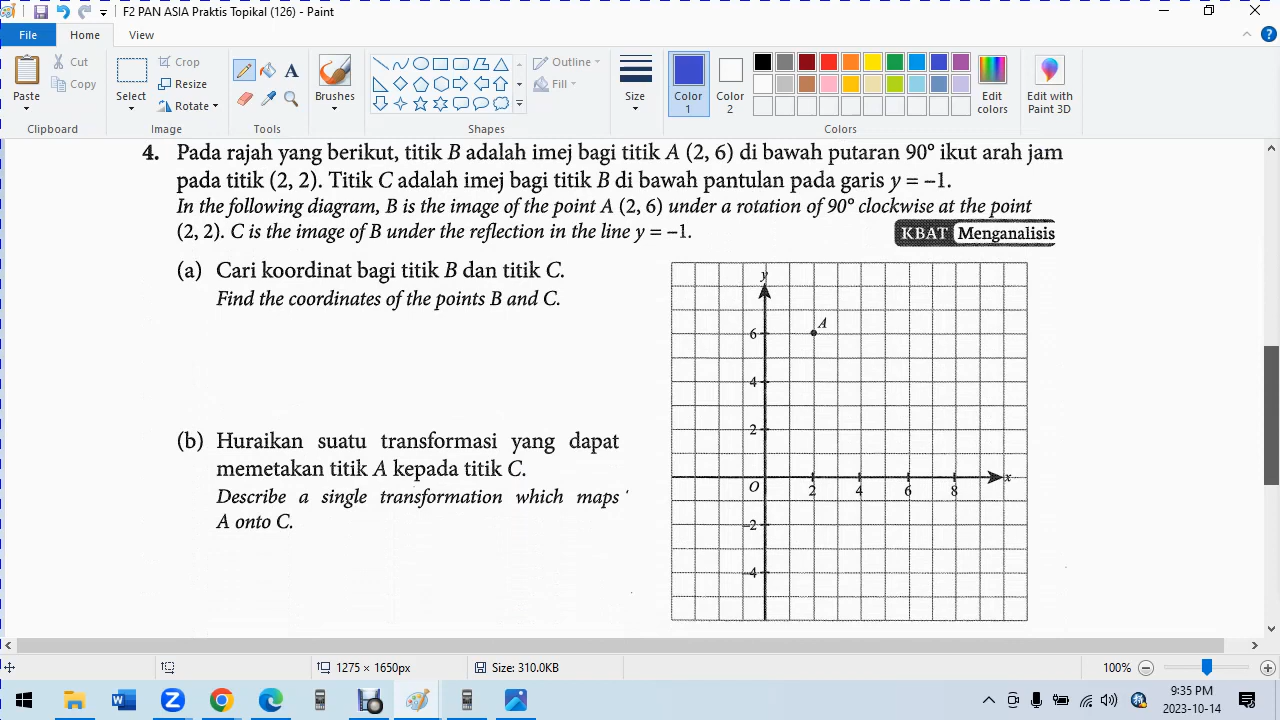 F2 PAN ASIA Praktis Topikal (126) - Paint
File Home View
Paste
Cut
Copy
Clipboard
Select
Crop
Resize
Rotate
Image
A
Tools
Brushes
Outline
Fill
Shapes
Size
Color 1
Color 2
Edit colors
Colors
Edit with Paint 3D
4. Pada rajah yang berikut, titik B adalah imej bagi titik A (2, 6) di bawah putaran 90° ikut arah jam
pada titik (2, 2). Titik C adalah imej bagi titik B di bawah pantulan pada garis y = –1.
In the following diagram, B is the image of the point A (2, 6) under a rotation of 90° clockwise at the point
(2, 2). C is the image of B under the reflection in the line y = –1.
KBAT Menganalisis
(a) Cari koordinat bagi titik B dan titik C.
Find the coordinates of the points B and C.
(b) Huraikan suatu transformasi yang dapat
memetakan titik A kepada titik C.
Describe a single transformation which maps
A onto C.
y
A
6
4
2
O 2 4 6 8 x
–2
–4
1275 × 1650px
Size: 310.0KB
100%
9:35 PM
2023-10-14